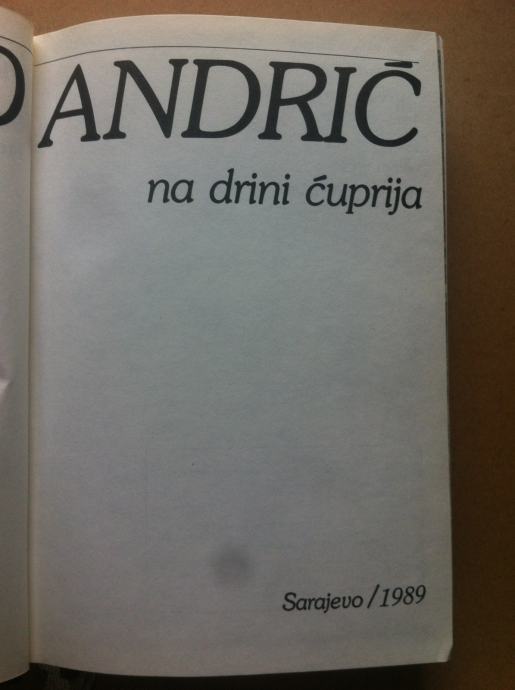 O ANDRIĆ
na drini ćuprija
Sarajevo / 1989